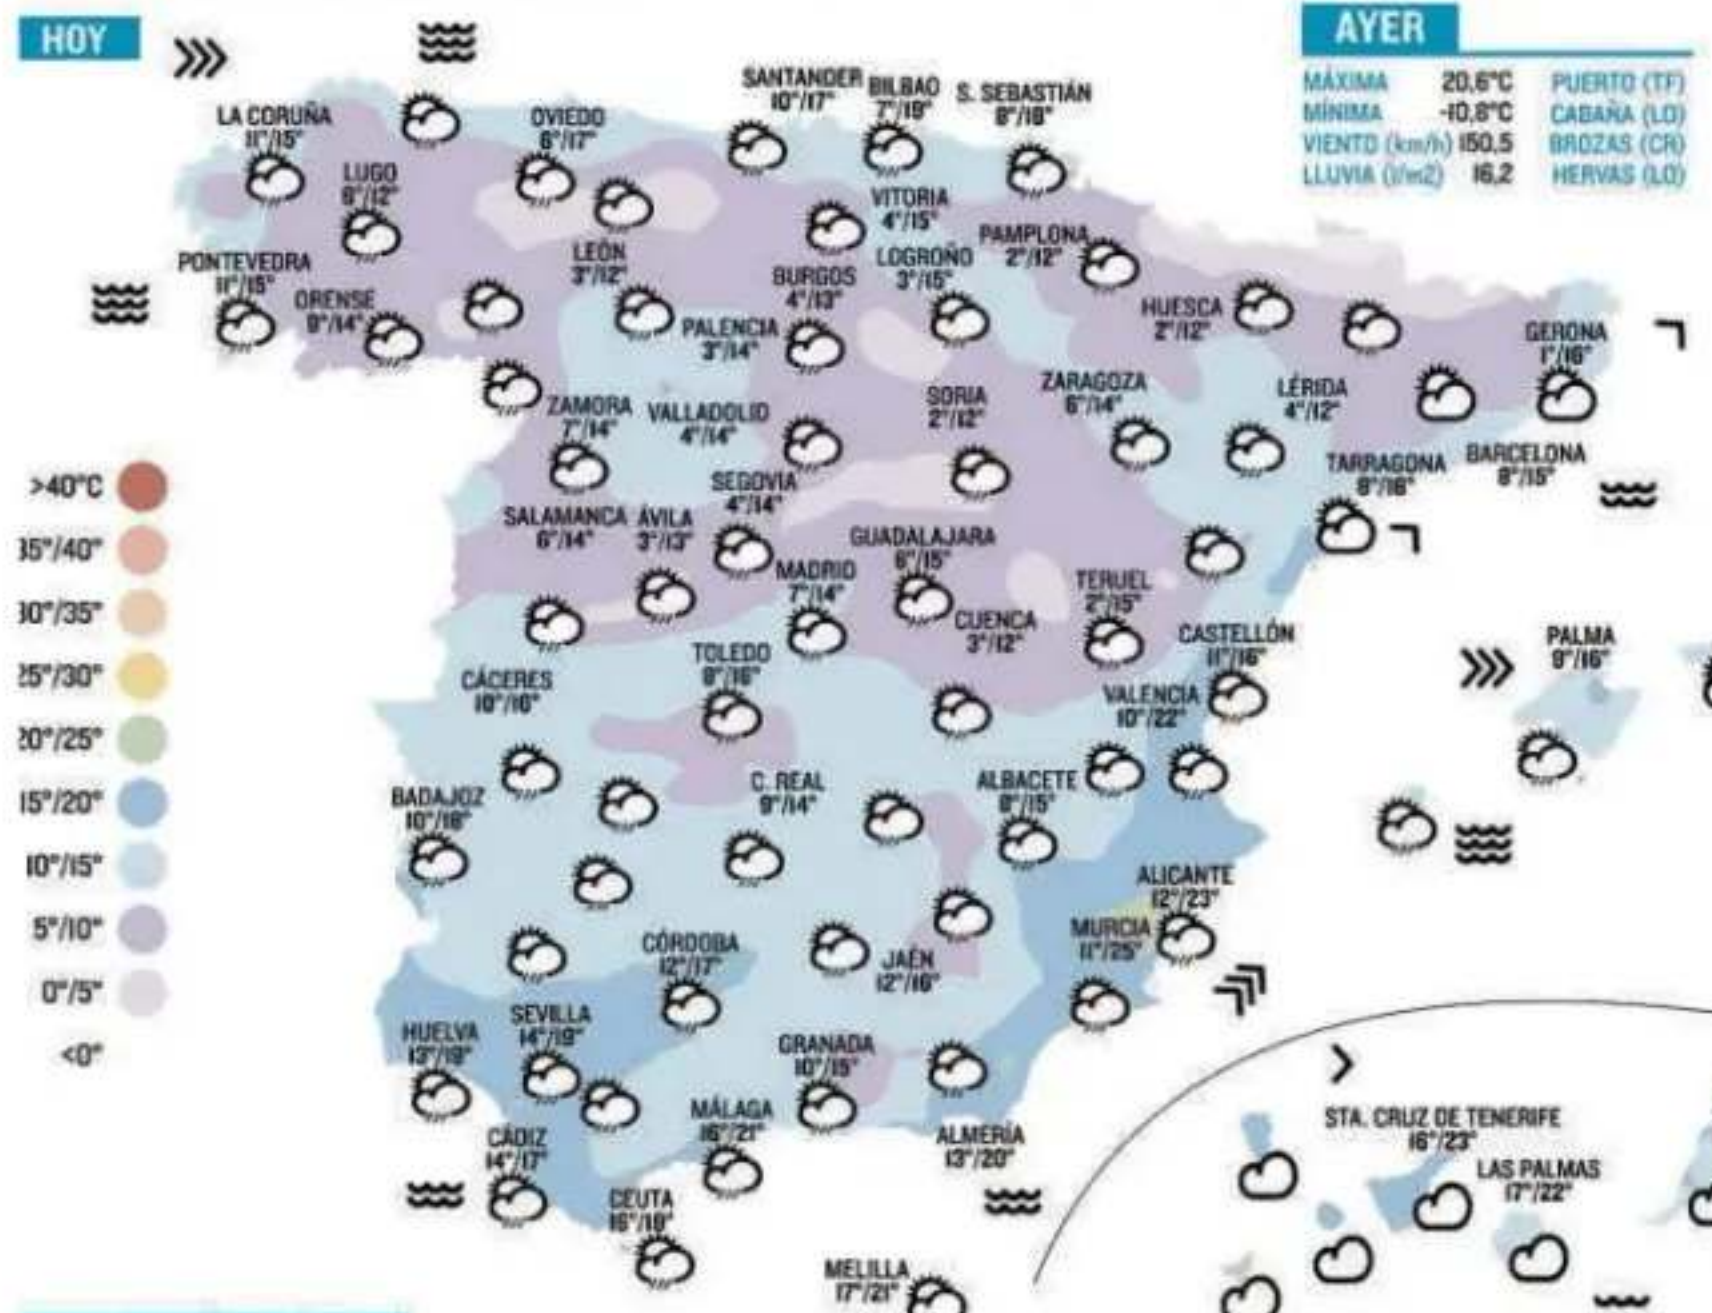 HOY
AYER
MÁXIMA 20,6°C PUERTO (TF)
MÍNIMA -10,8°C CABAÑA (LO)
VIENTO (km/h) 150,5 BROZAS (CR)
LLUVIA (l/m2) 16,2 HERVAS (LO)
LA CORUÑA
11°/15°
OVIEDO
6°/17°
SANTANDER
10°/17°
BILBAO
7°/19°
S. SEBASTIÁN
8°/18°
LUGO
8°/12°
VITORIA
4°/15°
PAMPLONA
2°/12°
PONTEVEDRA
11°/15°
ORENSE
9°/14°
LEÓN
3°/12°
BURGOS
4°/13°
LOGROÑO
3°/15°
HUESCA
2°/12°
GERONA
1°/16°
PALENCIA
3°/14°
ZAMORA
7°/14°
VALLADOLID
4°/14°
SORIA
2°/12°
ZARAGOZA
6°/14°
LÉRIDA
4°/12°
TARRAGONA
8°/16°
BARCELONA
8°/15°
SEGOVIA
4°/14°
SALAMANCA
6°/14°
ÁVILA
3°/13°
GUADALAJARA
6°/15°
MADRID
7°/14°
CUENCA
3°/12°
TERUEL
2°/15°
CASTELLÓN
11°/16°
PALMA
9°/16°
TOLEDO
8°/16°
CÁCERES
10°/16°
VALENCIA
10°/22°
BADAJOZ
10°/18°
C. REAL
9°/14°
ALBACETE
8°/15°
ALICANTE
12°/23°
MURCIA
11°/25°
CÓRDOBA
12°/17°
JAÉN
12°/16°
HUELVA
13°/19°
SEVILLA
14°/19°
GRANADA
10°/15°
MÁLAGA
16°/21°
ALMERÍA
13°/20°
CÁDIZ
14°/17°
CEUTA
16°/19°
MELILLA
17°/21°
STA. CRUZ DE TENERIFE
16°/23°
LAS PALMAS
17°/22°
>40°C
35°/40°
30°/35°
25°/30°
20°/25°
15°/20°
10°/15°
5°/10°
0°/5°
<0°